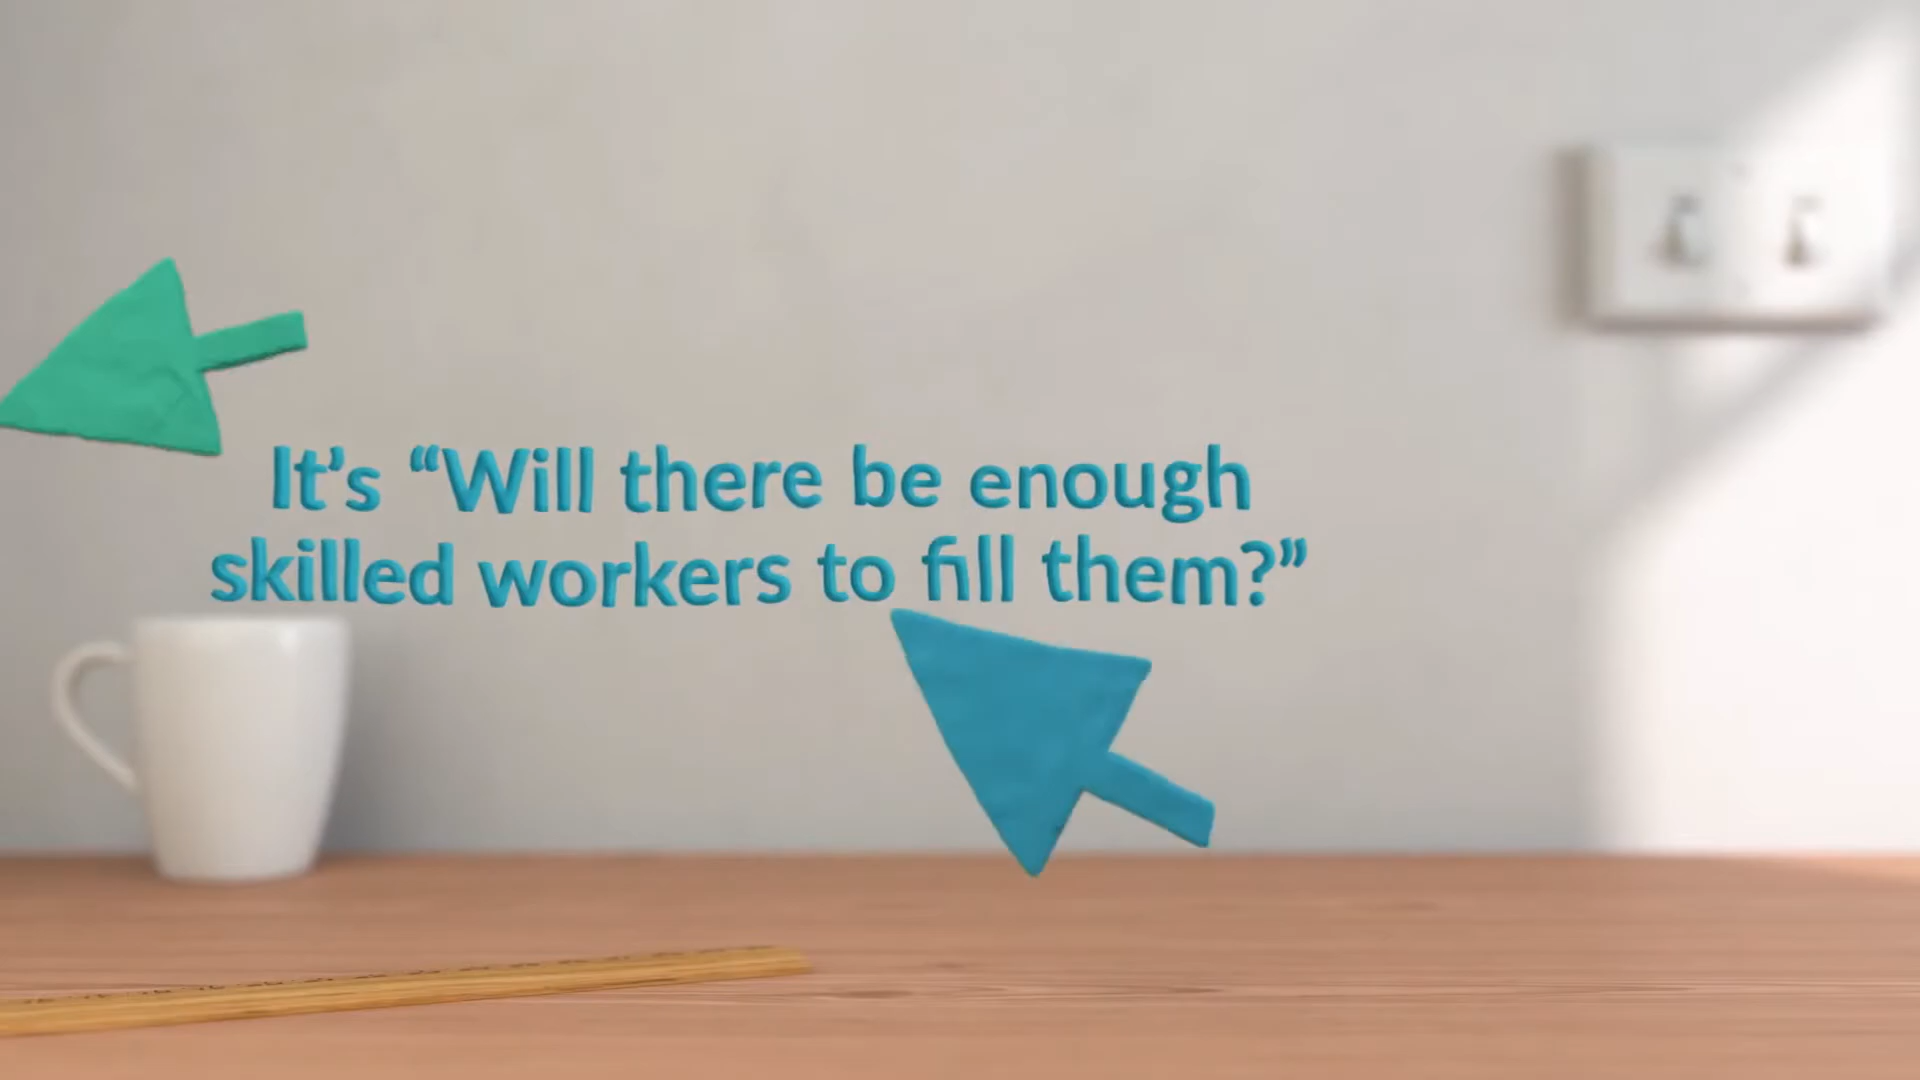 It’s “Will there be enough
skilled workers to fill them?”